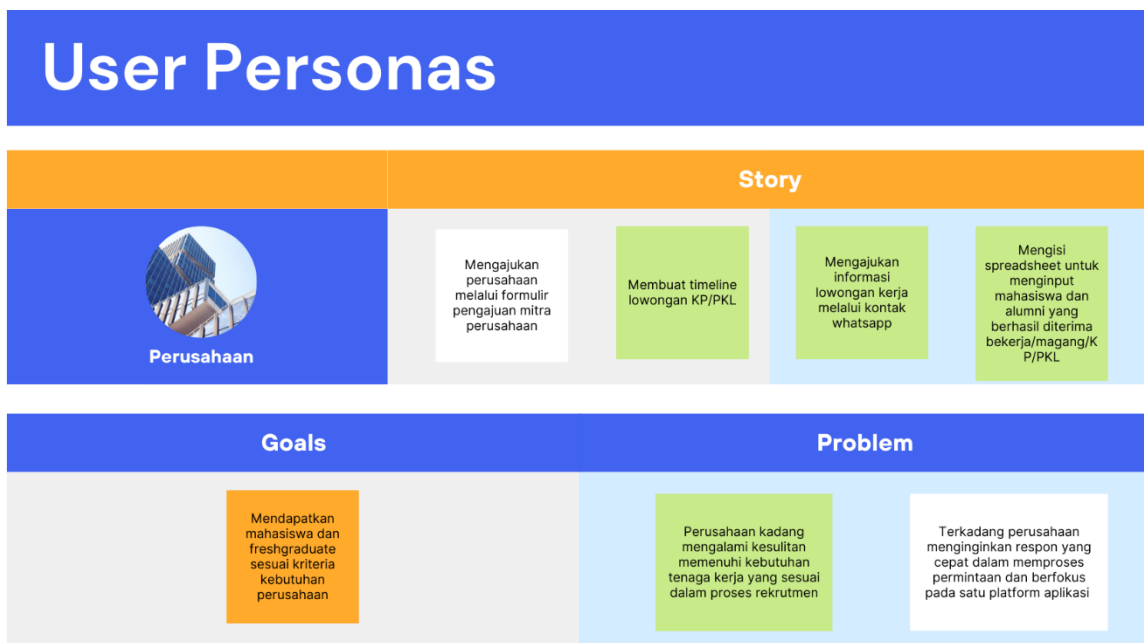 User Personas
Story
Perusahaan
Mengajukan
perusahaan
melalui formulir
pengajuan mitra
perusahaan
Membuat timeline
lowongan KP/PKL
Mengajukan
informasi
lowongan kerja
melalui kontak
whatsapp
Mengisi
spreadsheet untuk
menginput
mahasiswa dan
alumni yang
berhasil diterima
bekerja/magang/K
P/PKL
Goals
Problem
Mendapatkan
mahasiswa dan
freshgraduate
sesuai kriteria
kebutuhan
perusahaan
Perusahaan kadang
mengalami kesulitan
memenuhi kebutuhan
tenaga kerja yang sesuai
dalam proses rekrutmen
Terkadang perusahaan
menginginkan respon yang
cepat dalam memproses
permintaan dan berfokus
pada satu platform aplikasi